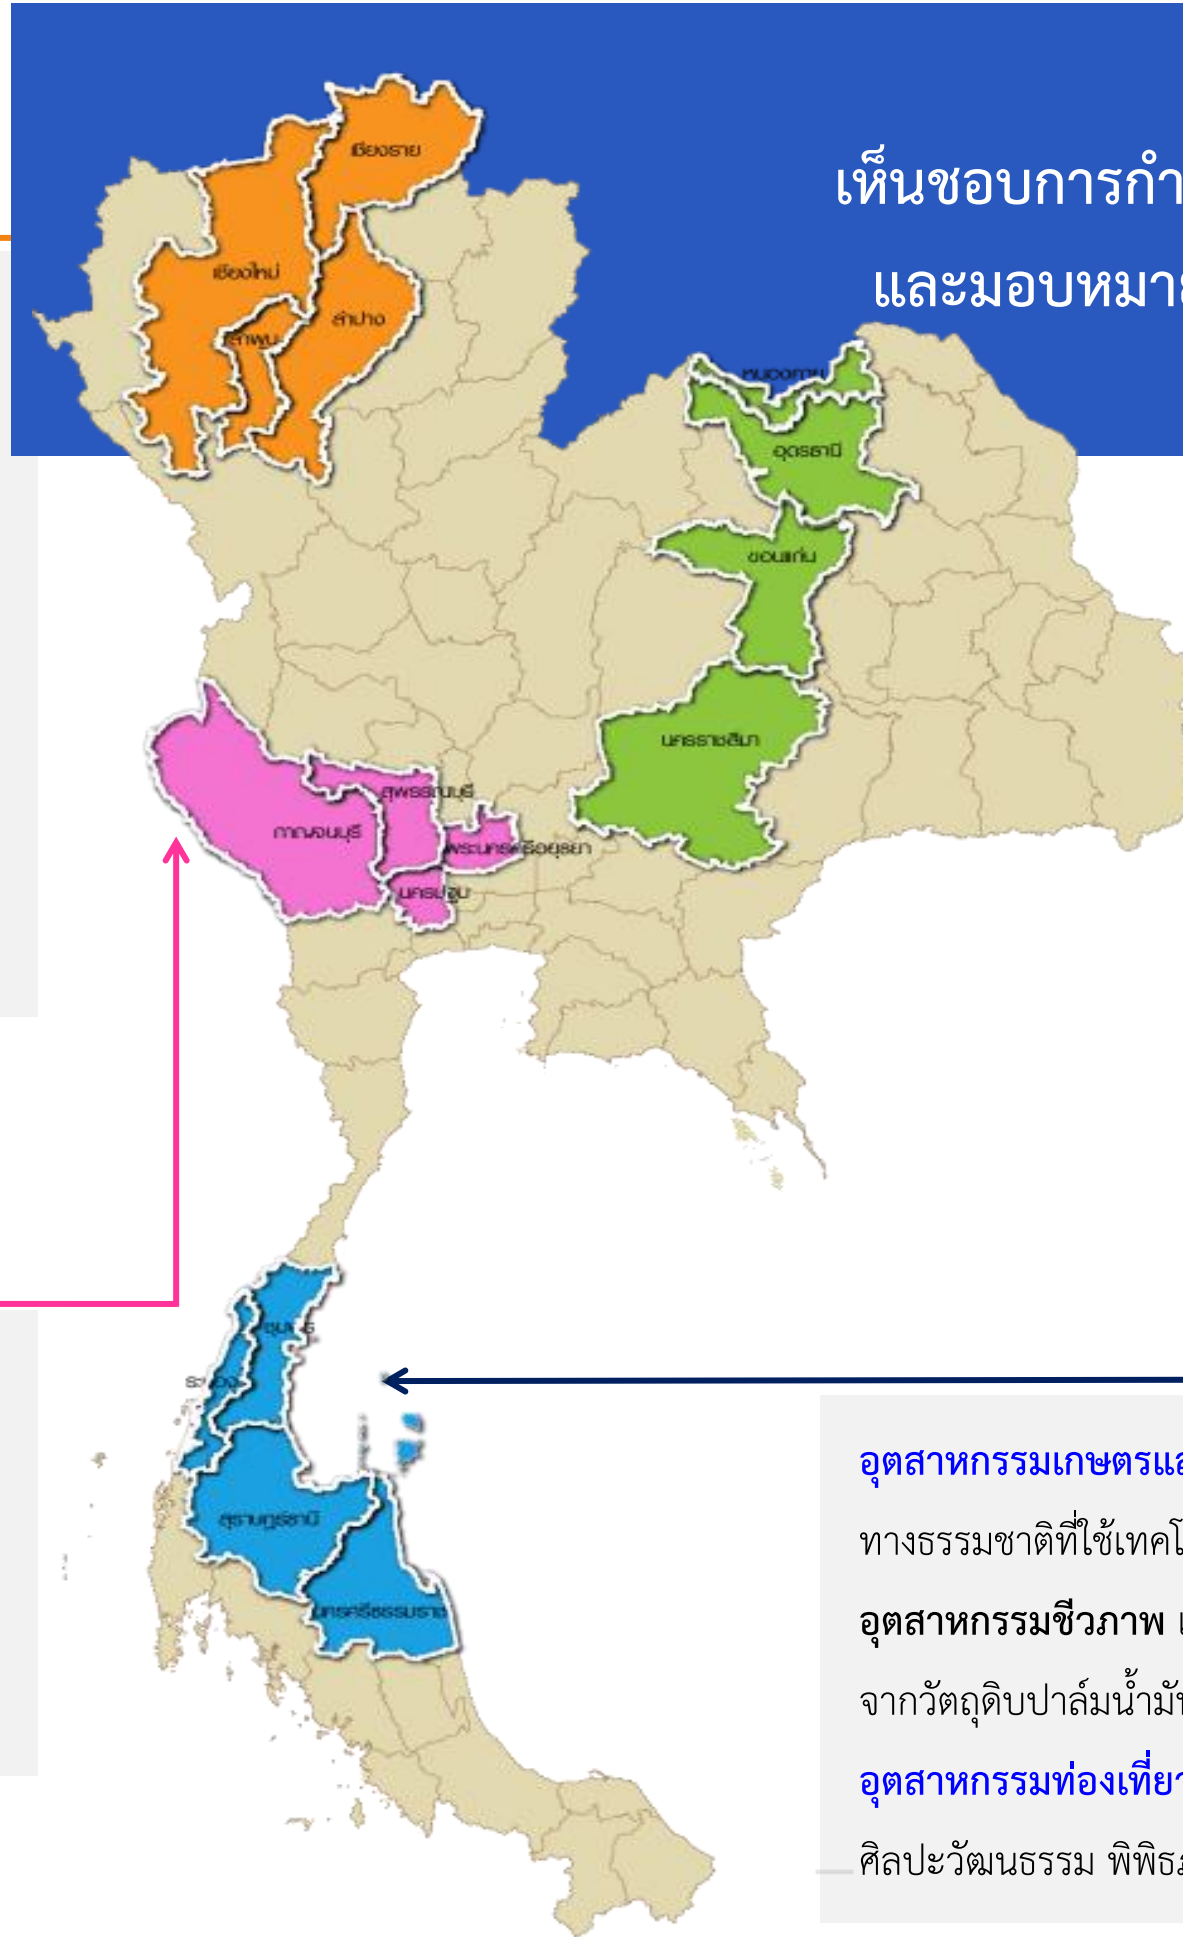 เห็นชอบการกำ
และมอบหมาย
เชียงราย
เชียงใหม่
ลำปาง
ลำพูน
หนองคาย
อุดรธานี
ขอนแก่น
นครราชสีมา
สุพรรณบุรี
กาญจนบุรี
พระนครศรีอยุธยา
นครปฐม
ชุมพร
ระนอง
สุราษฎร์ธานี
นครศรีธรรมราช
อุตสาหกรรมเกษตรแล
ทางธรรมชาติที่ใช้เทคโ
อุตสาหกรรมชีวภาพ เ
จากวัตถุดิบปาล์มน้ำมัน
อุตสาหกรรมท่องเที่ยว
ศิลปะวัฒนธรรม พิพิธภ